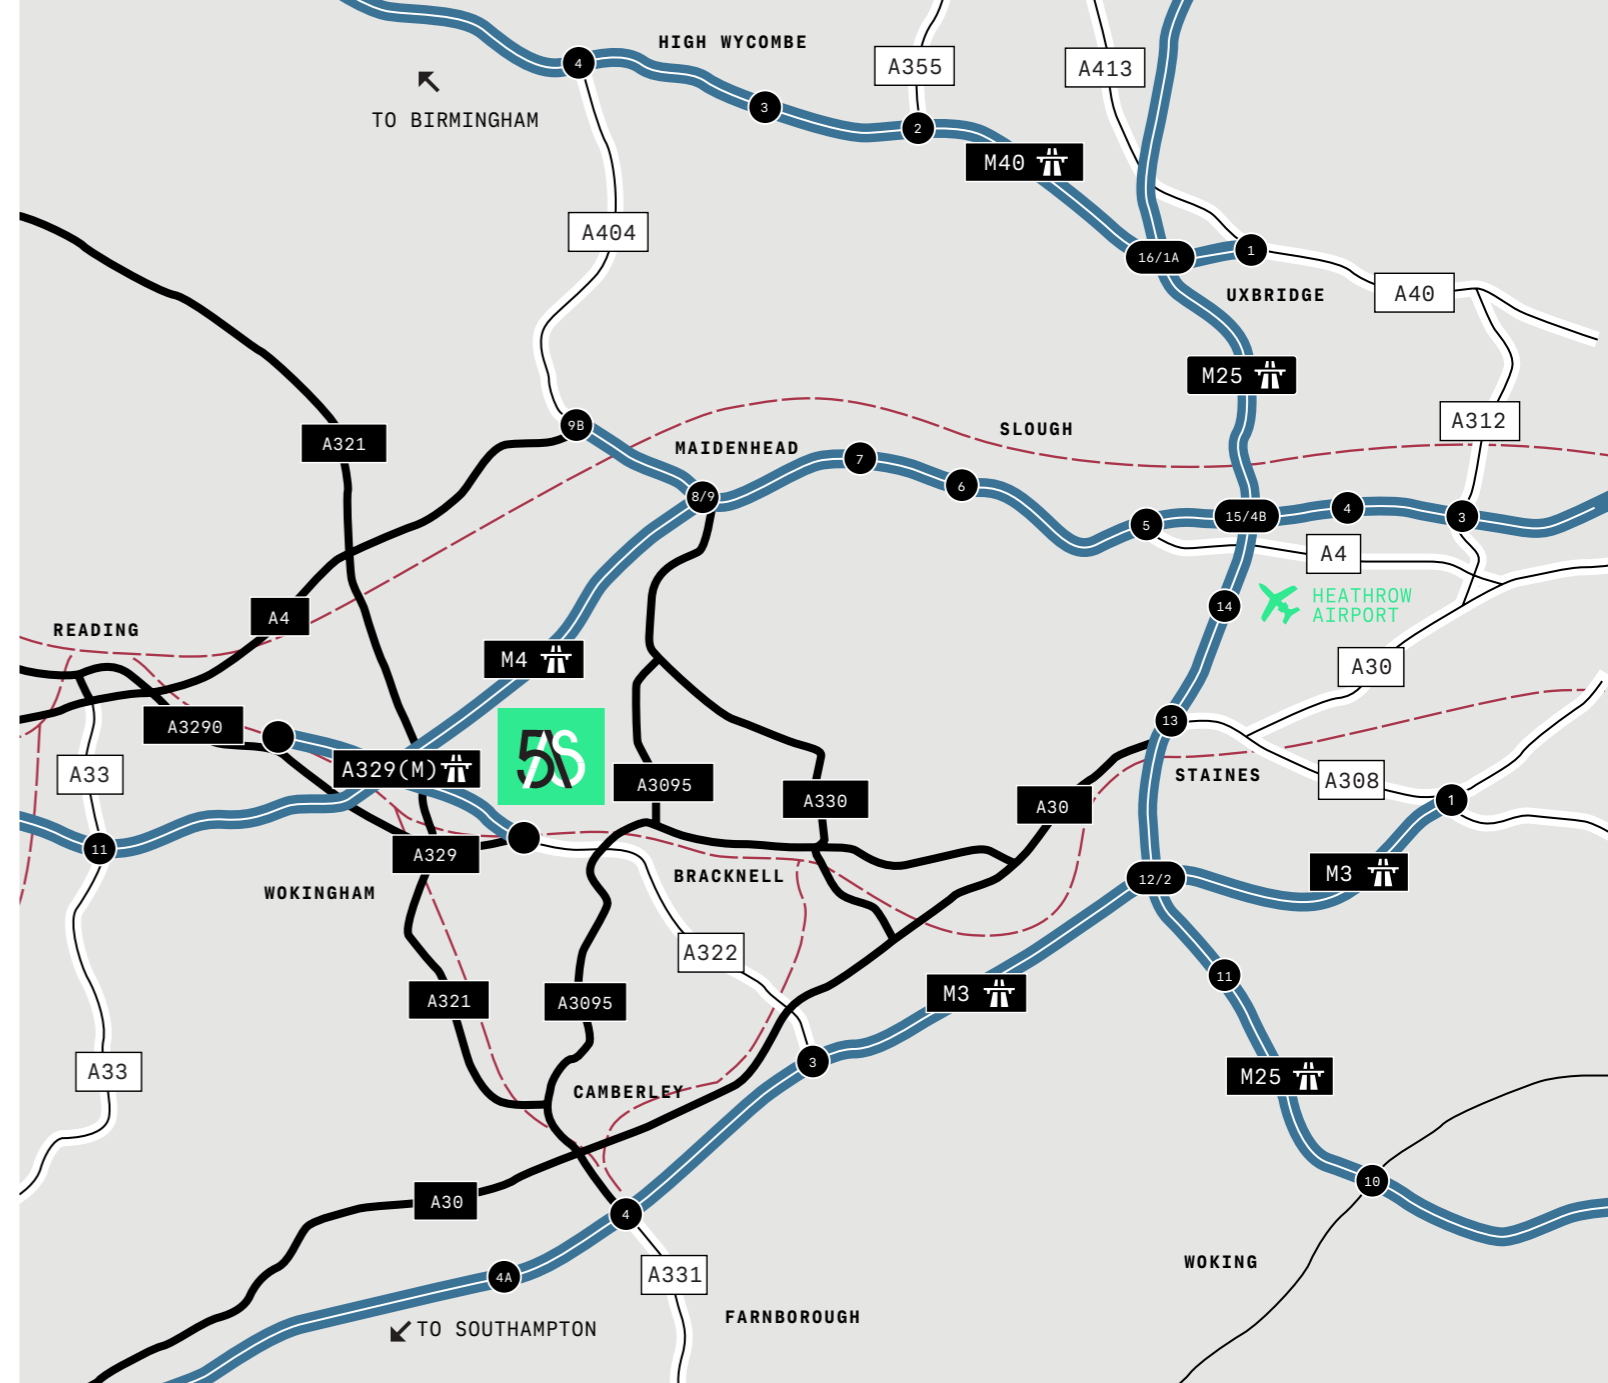 HIGH WYCOMBE
4
A355
A413
3
2
TO BIRMINGHAM
M40
A404
16/1A
1
UXBRIDGE
A40
M25
A312
A321
9B
MAIDENHEAD
SLOUGH
7
6
8/9
5
15/4B
4
3
A4
14
HEATHROW
AIRPORT
A4
READING
M4
A30
A3290
13
A33
A329(M)
5
A3095
A330
A30
STAINES
A308
1
11
A329
WOKINGHAM
BRACKNELL
12/2
M3
A322
11
A321
A3095
M3
3
A33
CAMBERLEY
M25
10
A30
4
4A
A331
WOKING
TO SOUTHAMPTON
FARNBOROUGH